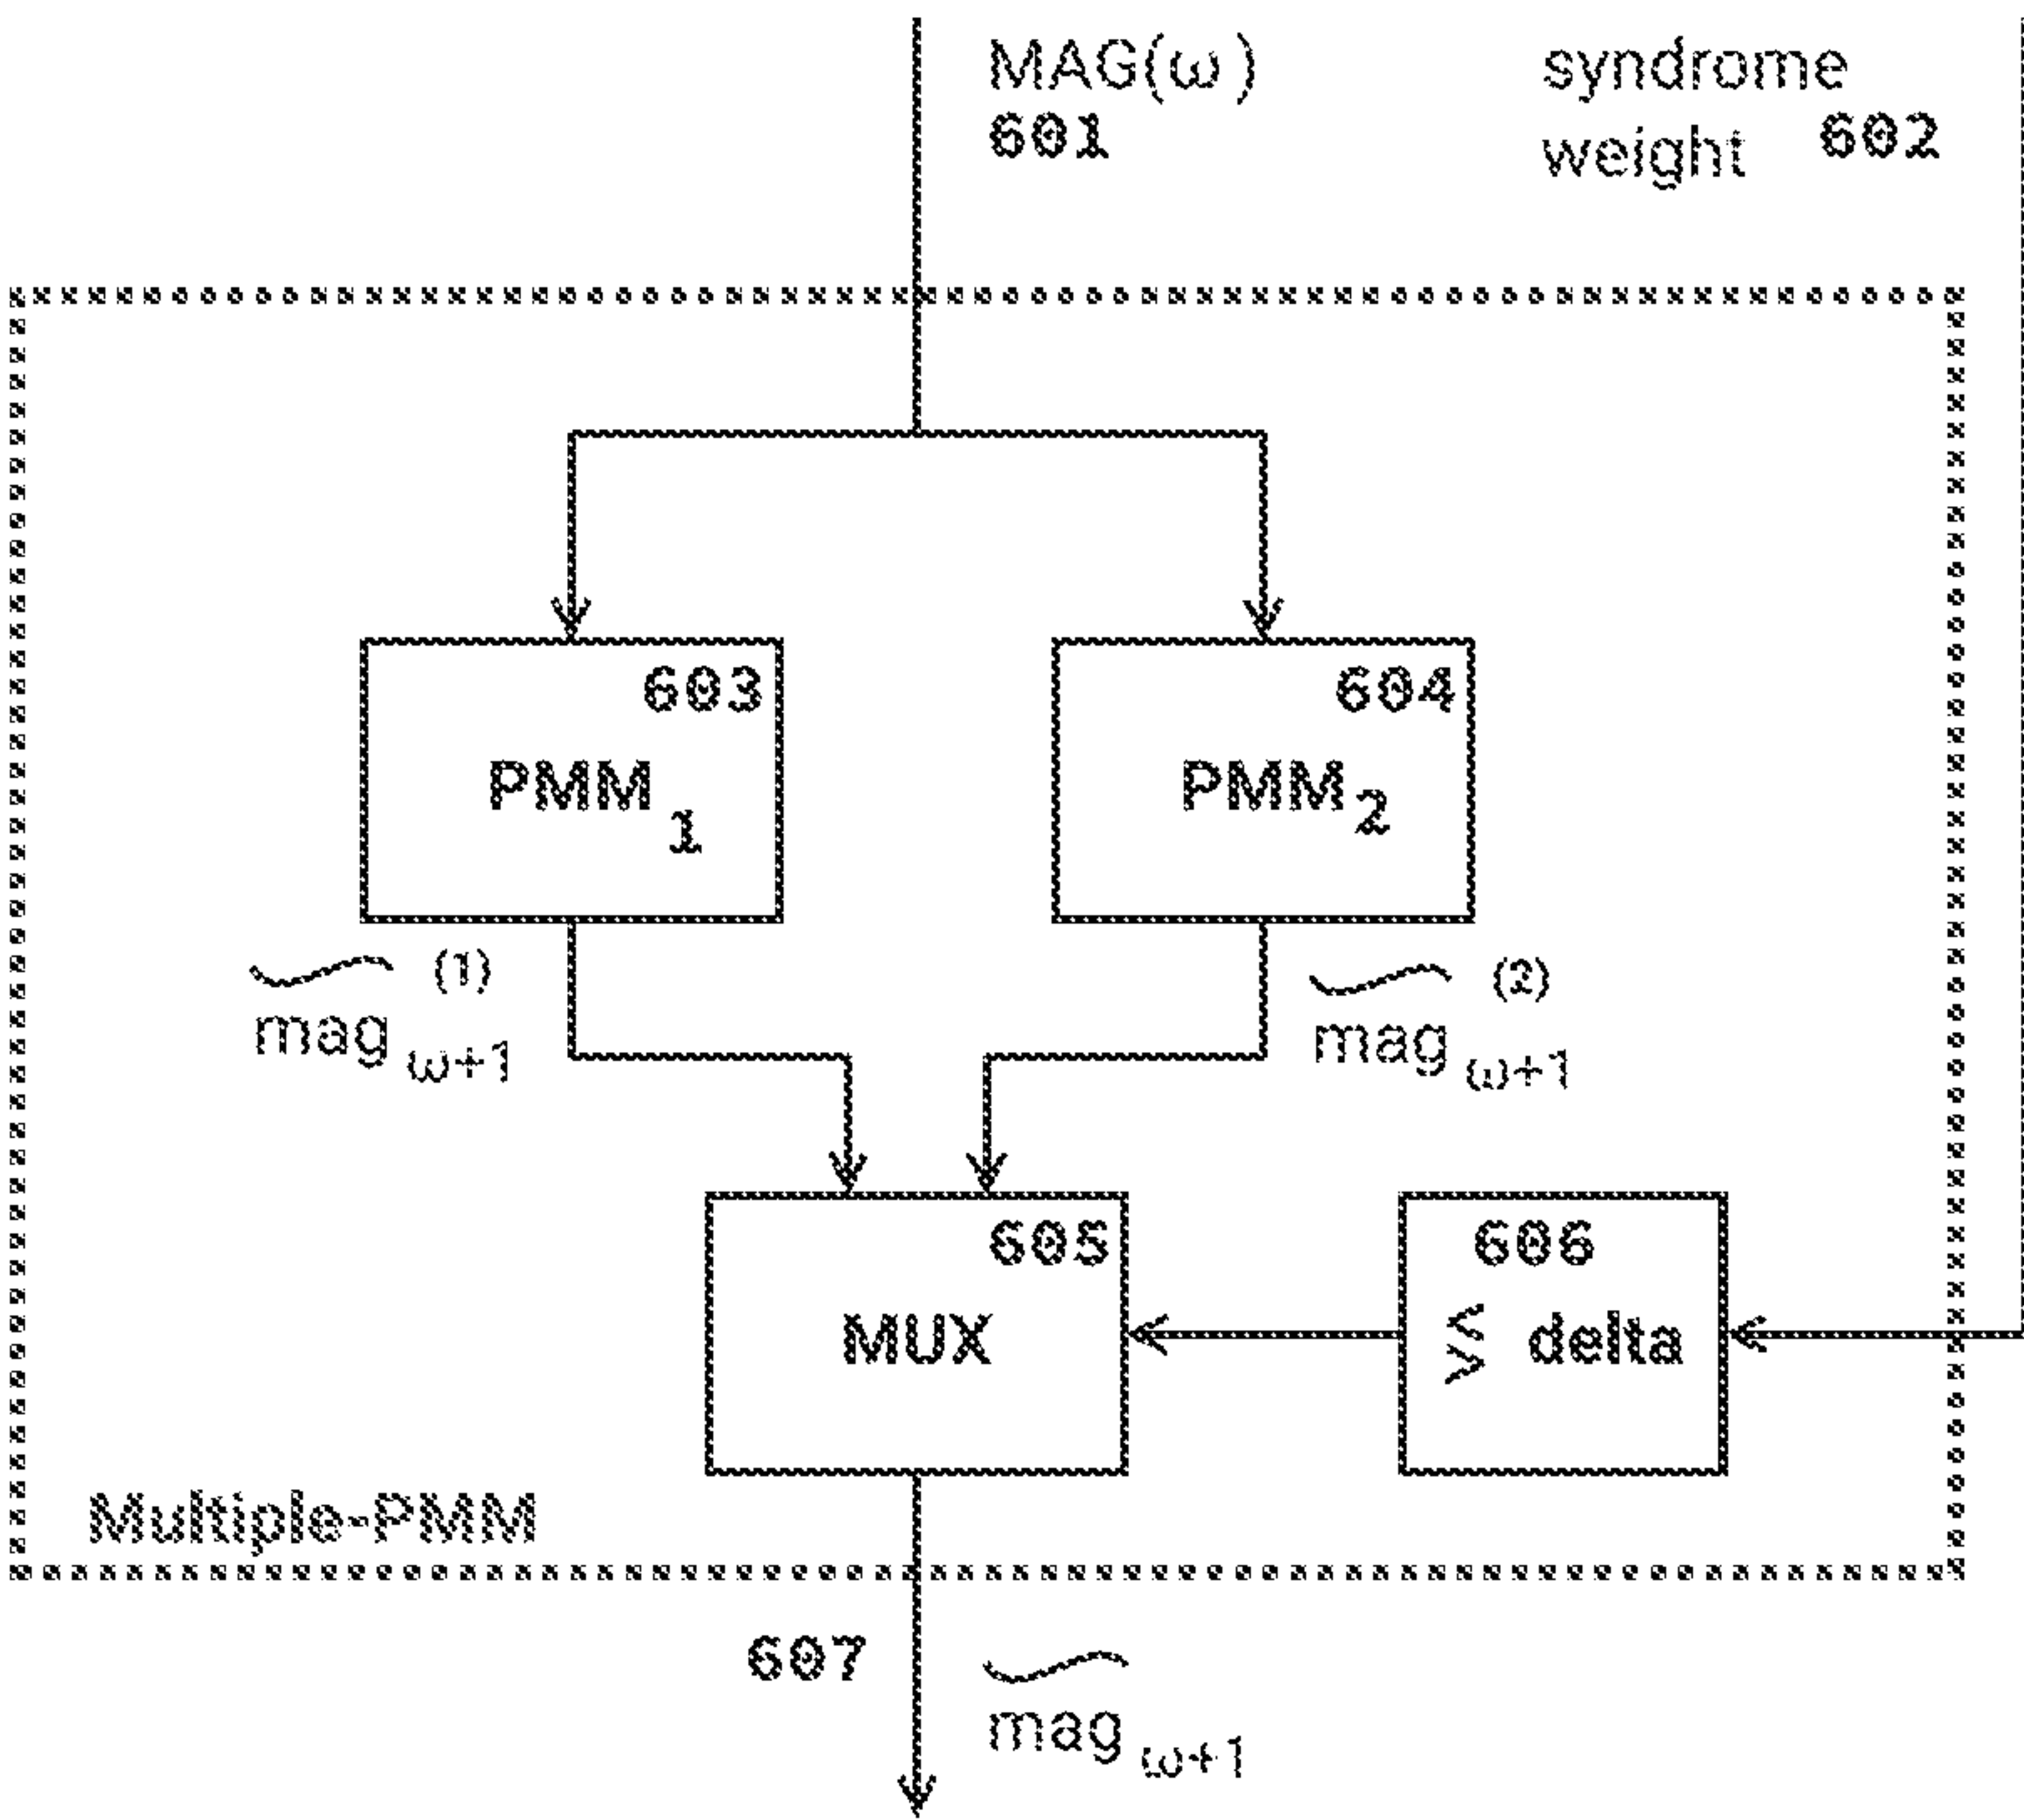 MAG(ω)
601
syndrome
weight 602
603
PMM₁
604
PMM₂
~ (1)
mag ω+1
~ (2)
mag ω+1
605
MUX
606
≤ delta
Multiple-PMM
607
~
mag ω+1